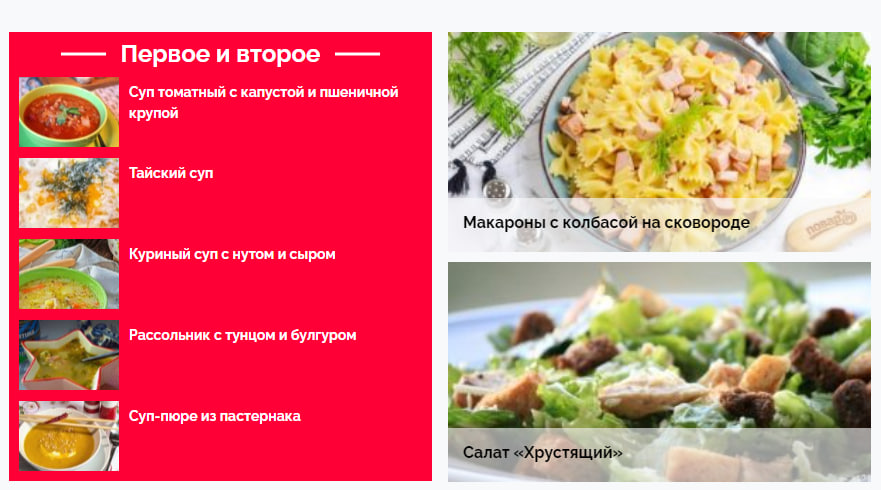 Первое и второе
Суп томатный с капустой и пшеничной
крупой
Тайский суп
Куриный суп с нутом и сыром
Рассольник с тунцом и булгуром
Суп-пюре из пастернака
Макароны с колбасой на сковороде
Салат «Хрустящий»